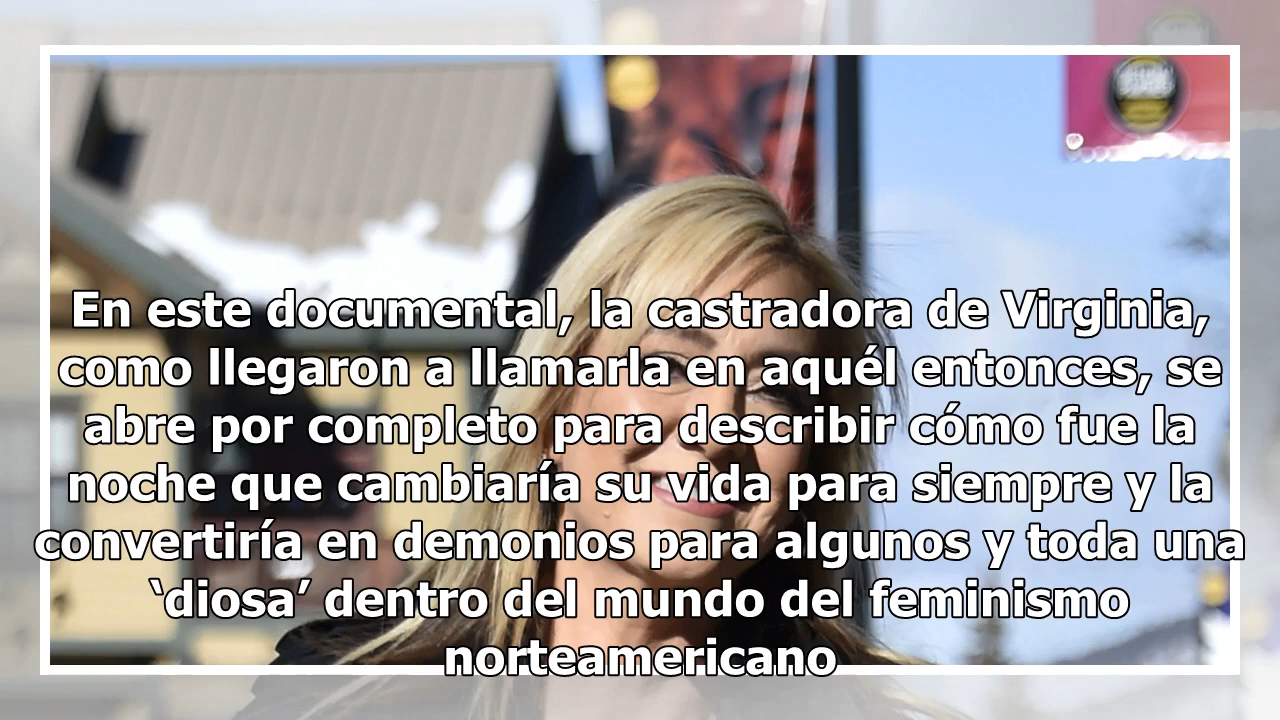 En este documental, la castradora de Virginia,
como llegaron a llamarla en aquél entonces, se
abre por completo para describir cómo fue la
noche que cambiaría su vida para siempre y la
convertiría en demonios para algunos y toda una
‘diosa’ dentro del mundo del feminismo
norteamericano